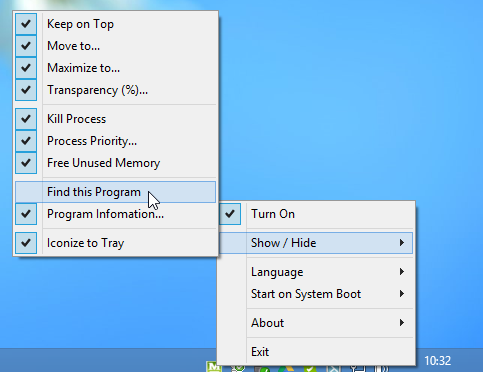 Keep on Top
Move to...
Maximize to...
Transparency (%)...
Kill Process
Process Priority...
Free Unused Memory
Find this Program
Program Infomation...
Iconize to Tray
Turn On
Show / Hide
Language
Start on System Boot
About
Exit
10:32